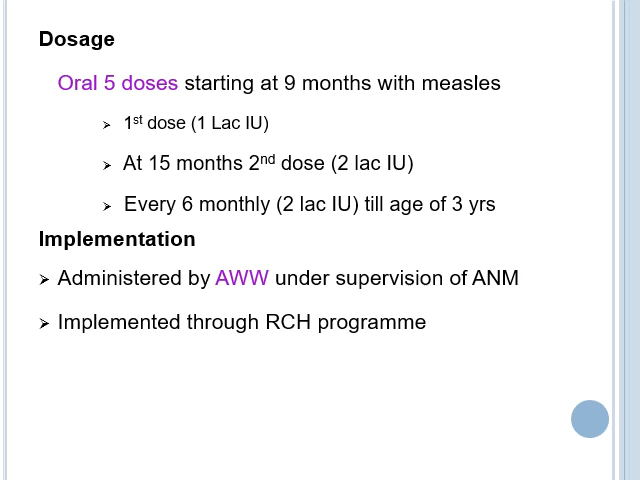 Dosage
Oral 5 doses starting at 9 months with measles
➢ 1st dose (1 Lac IU)
➢ At 15 months 2nd dose (2 lac IU)
➢ Every 6 monthly (2 lac IU) till age of 3 yrs
Implementation
➢ Administered by AWW under supervision of ANM
➢ Implemented through RCH programme